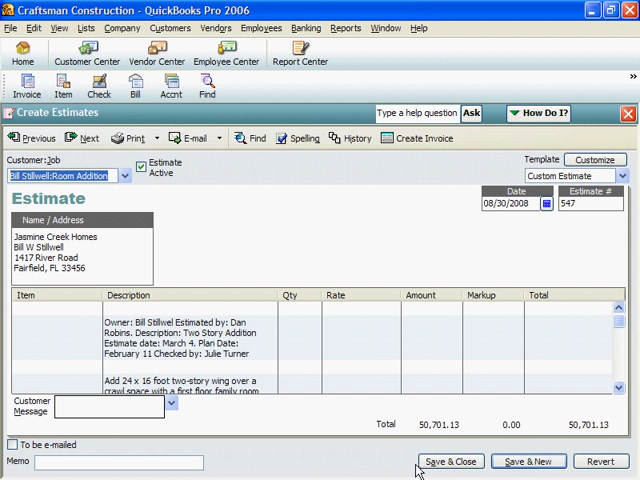 Craftsman Construction - QuickBooks Pro 2006
File Edit View Lists Company Customers Vendors Employees Banking Reports Window Help
Home Customer Center Vendor Center Employee Center Report Center
Invoice Item Check Bill Accnt Find
Create Estimates Type a help question Ask How Do I?
Previous Next Print E-mail Find Spelling History Create Invoice
Customer:Job Estimate Active Template Customize
Bill Stillwell:Room Addition Custom Estimate
Estimate Date Estimate #
08/30/2008 547
Name / Address
Jasmine Creek Homes
Bill W Stillwell
1417 River Road
Fairfield, FL 33456
Item Description Qty Rate Amount Markup Total
Owner: Bill Stillwel Estimated by: Dan
Robins. Description: Two Story Addition
Estimate date: March 4. Plan Date:
February 11 Checked by: Julie Turner
Add 24 x 16 foot two-story wing over a
crawl space with a first floor family room
Customer Message
Total 50,701.13 0.00 50,701.13
To be e-mailed
Memo Save & Close Save & New Revert